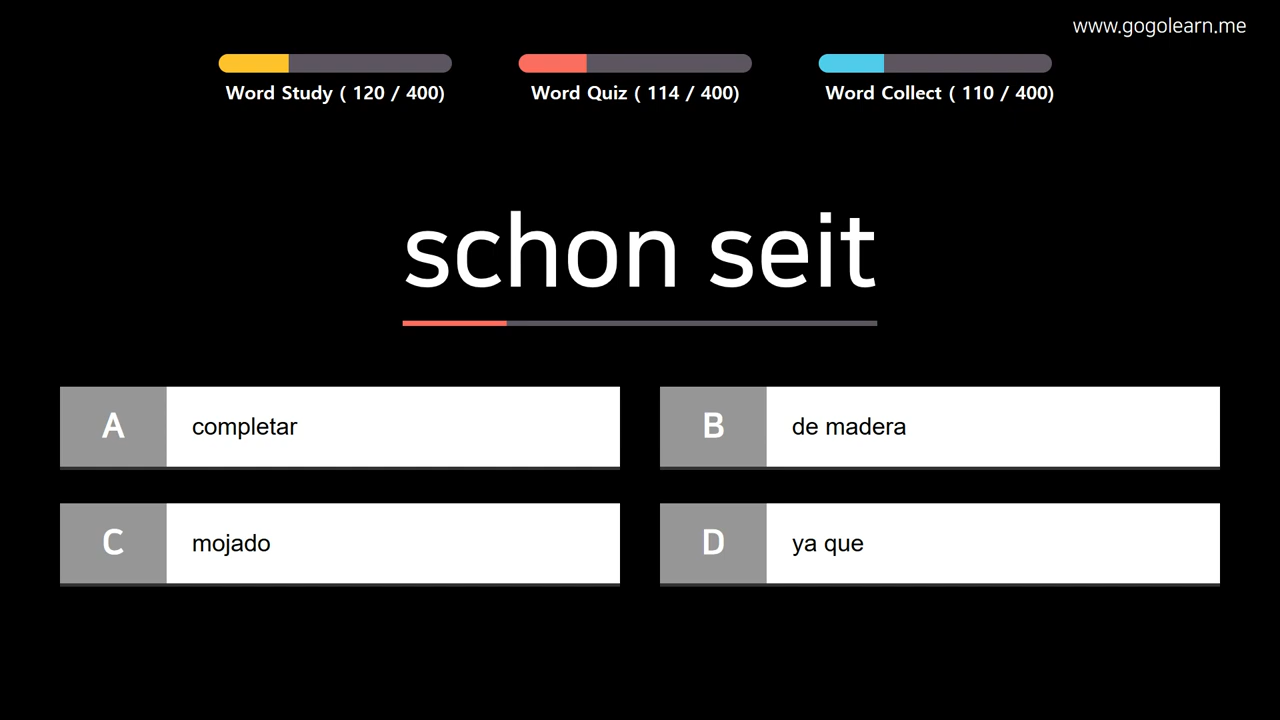 www.gogolearn.me
Word Study ( 120 / 400)
Word Quiz ( 114 / 400)
Word Collect ( 110 / 400)
schon seit
A completar
B de madera
C mojado
D ya que